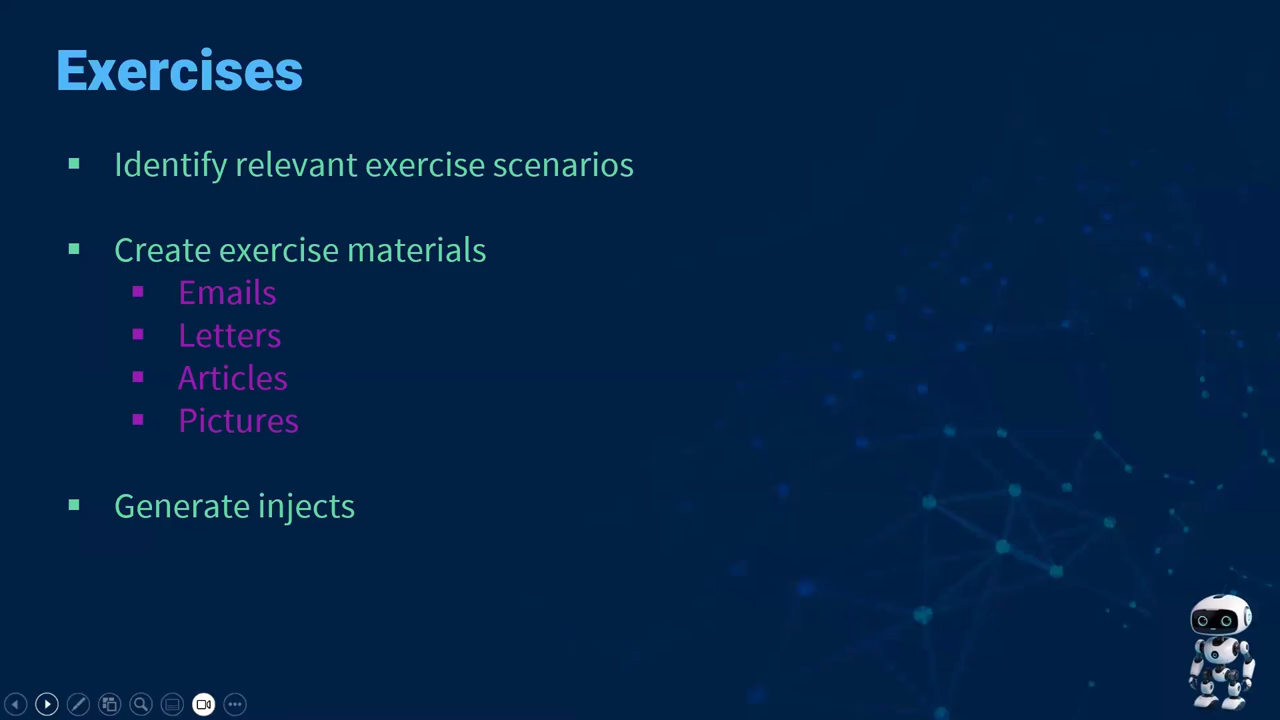 Exercises
Identify relevant exercise scenarios
Create exercise materials
Emails
Letters
Articles
Pictures
Generate injects